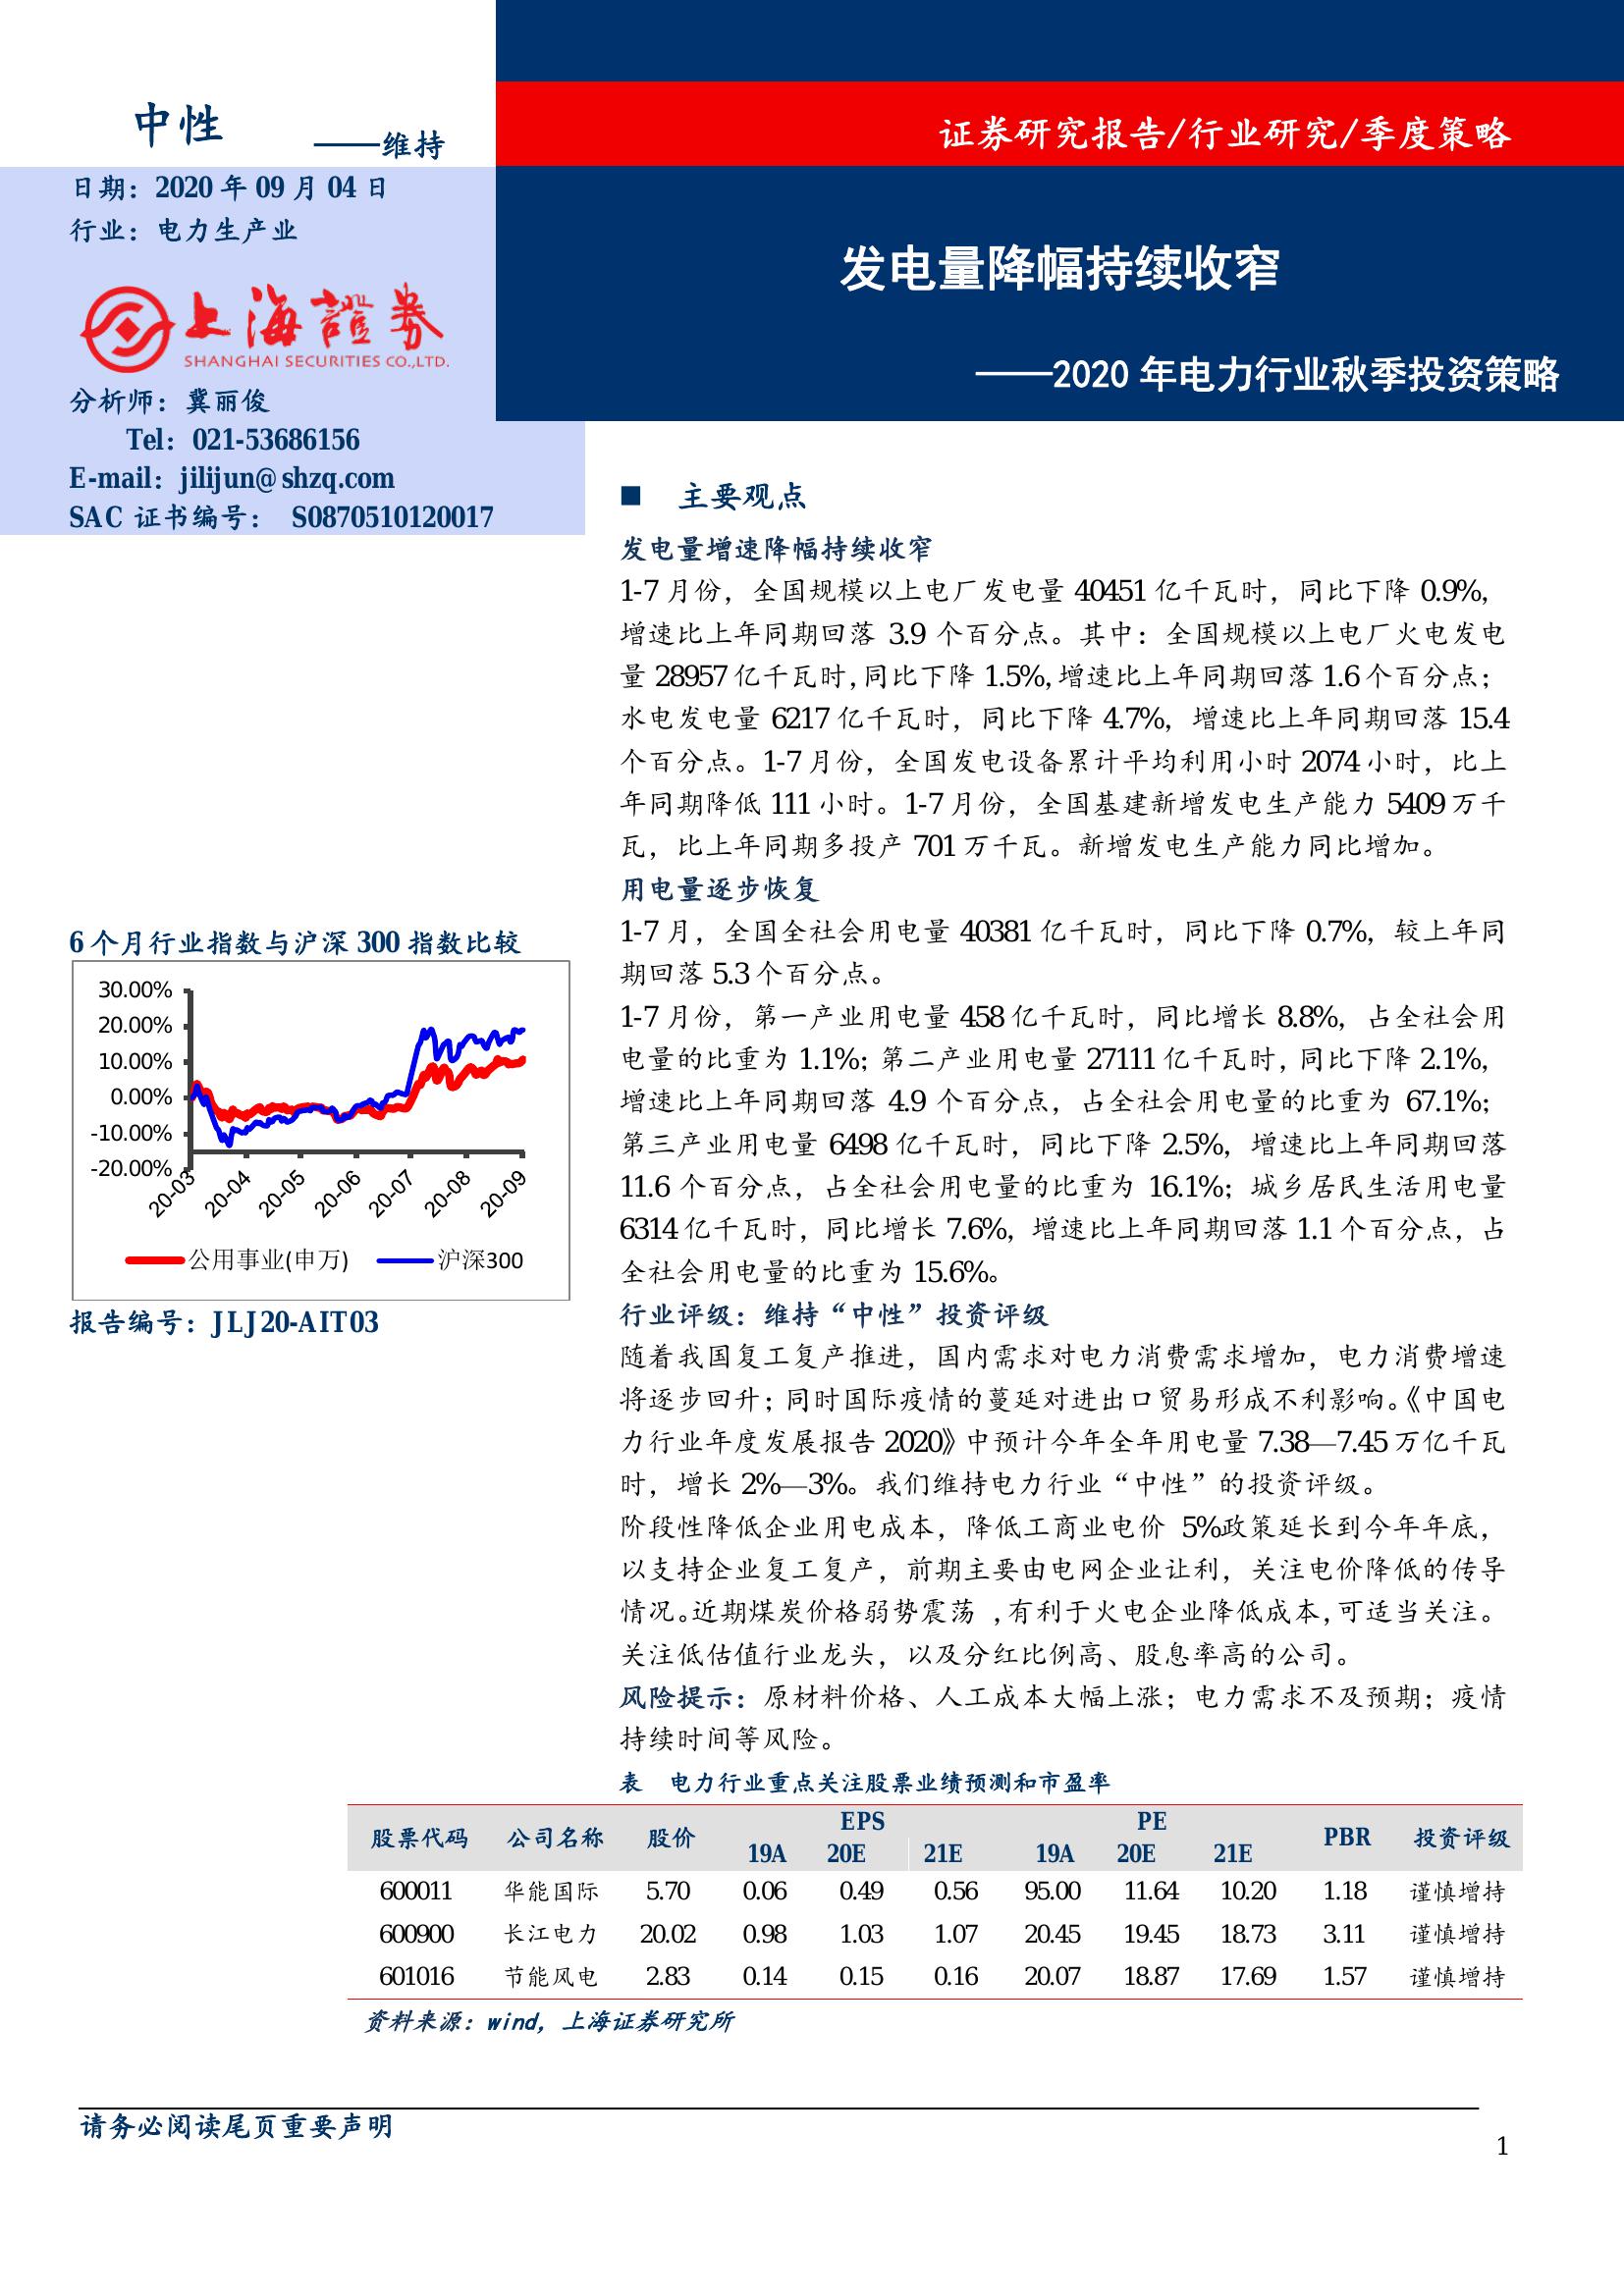 中性
——维持
证券研究报告/行业研究/季度策略
日期：2020 年 09 月 04 日
行业：电力生产业
发电量降幅持续收窄
——2020 年电力行业秋季投资策略
上海證券
SHANGHAI SECURITIES CO.,LTD.
分析师：冀丽俊
Tel：021-53686156
E-mail：jilijun@shzq.com
SAC 证书编号： S0870510120017
6 个月行业指数与沪深 300 指数比较
30.00%
20.00%
10.00%
0.00%
-10.00%
-20.00%
20-03 20-04 20-05 20-06 20-07 20-08 20-09
公用事业(申万) 沪深300
报告编号：JLJ20-AIT03
■ 主要观点
发电量增速降幅持续收窄
1-7 月份，全国规模以上电厂发电量 40451 亿千瓦时，同比下降 0.9%，
增速比上年同期回落 3.9 个百分点。其中：全国规模以上电厂火电发电
量 28957 亿千瓦时，同比下降 1.5%，增速比上年同期回落 1.6 个百分点；
水电发电量 6217 亿千瓦时，同比下降 4.7%，增速比上年同期回落 15.4
个百分点。1-7 月份，全国发电设备累计平均利用小时 2074 小时，比上
年同期降低 111 小时。1-7 月份，全国基建新增发电生产能力 5409 万千
瓦，比上年同期多投产 701 万千瓦。新增发电生产能力同比增加。
用电量逐步恢复
1-7 月，全国全社会用电量 40381 亿千瓦时，同比下降 0.7%，较上年同
期回落 5.3 个百分点。
1-7 月份，第一产业用电量 458 亿千瓦时，同比增长 8.8%，占全社会用
电量的比重为 1.1%；第二产业用电量 27111 亿千瓦时，同比下降 2.1%，
增速比上年同期回落 4.9 个百分点，占全社会用电量的比重为 67.1%；
第三产业用电量 6498 亿千瓦时，同比下降 2.5%，增速比上年同期回落
11.6 个百分点，占全社会用电量的比重为 16.1%；城乡居民生活用电量
6314 亿千瓦时，同比增长 7.6%，增速比上年同期回落 1.1 个百分点，占
全社会用电量的比重为 15.6%。
行业评级：维持“中性”投资评级
随着我国复工复产推进，国内需求对电力消费需求增加，电力消费增速
将逐步回升；同时国际疫情的蔓延对进出口贸易形成不利影响。《中国电
力行业年度发展报告 2020》中预计今年全年用电量 7.38—7.45 万亿千瓦
时，增长 2%—3%。我们维持电力行业“中性”的投资评级。
阶段性降低企业用电成本，降低工商业电价 5%政策延长到今年年底，
以支持企业复工复产，前期主要由电网企业让利，关注电价降低的传导
情况。近期煤炭价格弱势震荡 ，有利于火电企业降低成本，可适当关注。
关注低估值行业龙头，以及分红比例高、股息率高的公司。
风险提示：原材料价格、人工成本大幅上涨；电力需求不及预期；疫情
持续时间等风险。
表 电力行业重点关注股票业绩预测和市盈率
股票代码 公司名称 股价 EPS PE PBR 投资评级
19A 20E 21E 19A 20E 21E
600011 华能国际 5.70 0.06 0.49 0.56 95.00 11.64 10.20 1.18 谨慎增持
600900 长江电力 20.02 0.98 1.03 1.07 20.45 19.45 18.73 3.11 谨慎增持
601016 节能风电 2.83 0.14 0.15 0.16 20.07 18.87 17.69 1.57 谨慎增持
资料来源：wind，上海证券研究所
请务必阅读尾页重要声明
1